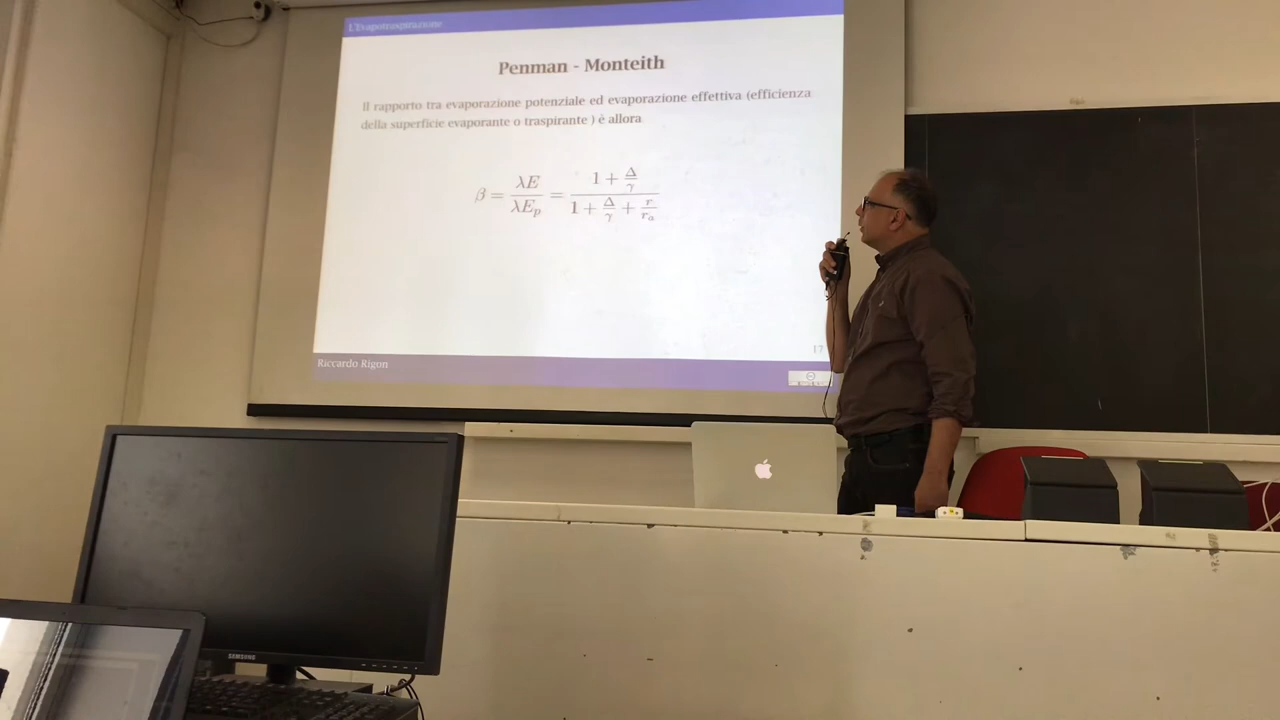 L'Evapotraspirazione
Penman - Monteith
Il rapporto tra evaporazione potenziale ed evaporazione effettiva (efficienza
della superficie evaporante o traspirante ) è allora
β = λE / λE_p = (1 + Δ/γ) / (1 + Δ/γ + r/r_a)
17
Riccardo Rigon
SAMSUNG